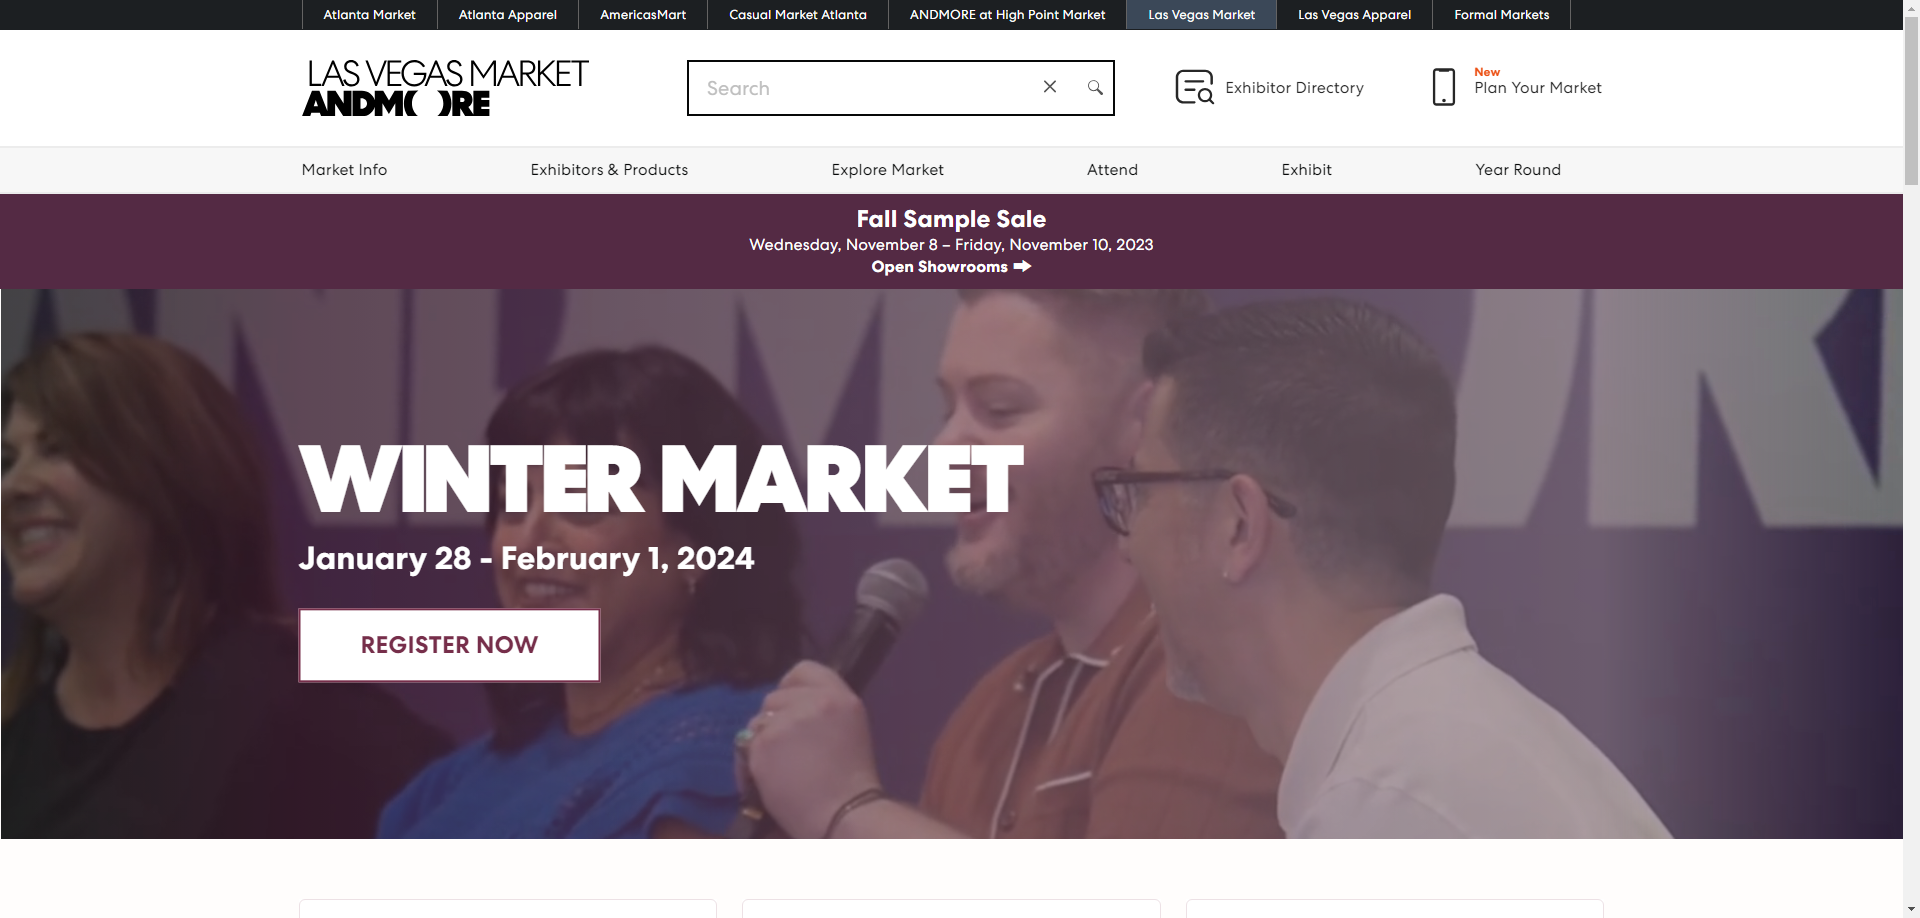 Atlanta Market
Atlanta Apparel
AmericasMart
Casual Market Atlanta
ANDMORE at High Point Market
Las Vegas Market
Las Vegas Apparel
Formal Markets
LAS VEGAS MARKET
ANDMORE
Search
Exhibitor Directory
New
Plan Your Market
Market Info
Exhibitors & Products
Explore Market
Attend
Exhibit
Year Round
Fall Sample Sale
Wednesday, November 8 – Friday, November 10, 2023
Open Showrooms
WINTER MARKET
January 28 - February 1, 2024
REGISTER NOW